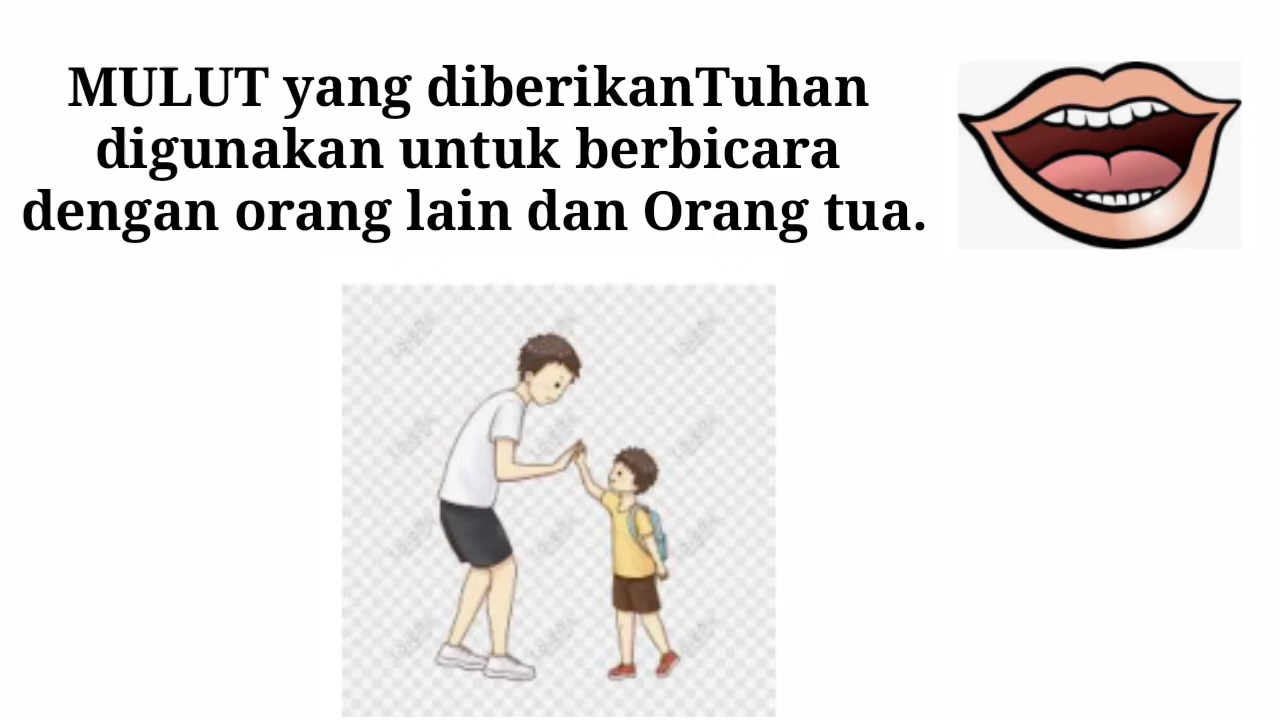 MULUT yang diberikanTuhan
digunakan untuk berbicara
dengan orang lain dan Orang tua.